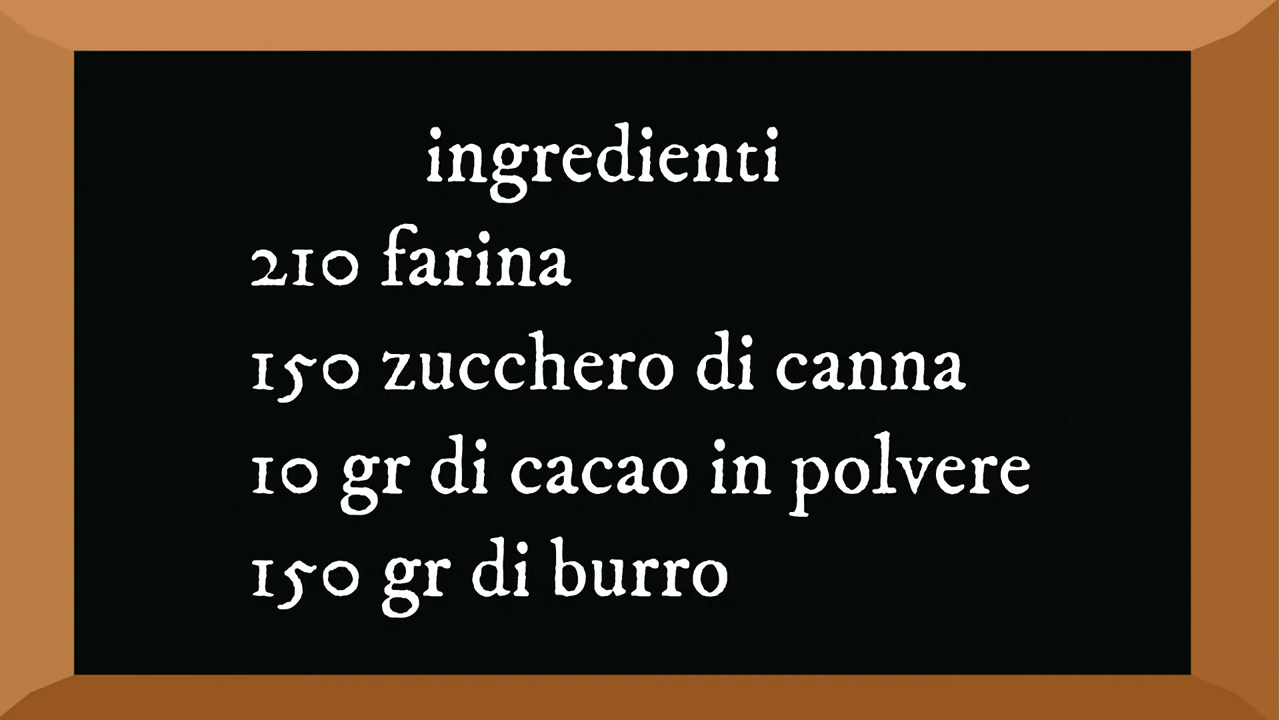 ingredienti
210 farina
150 zucchero di canna
10 gr di cacao in polvere
150 gr di burro